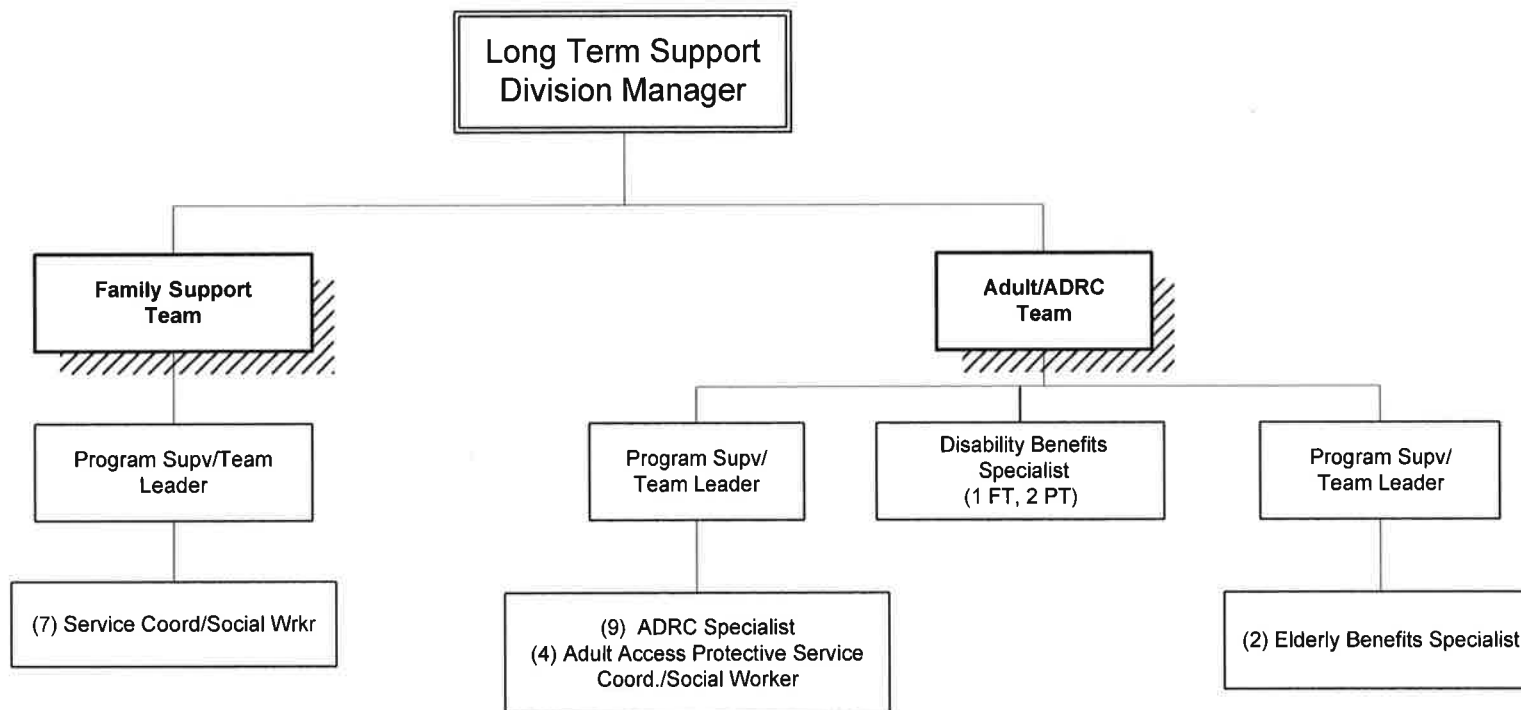 Long Term Support
Division Manager
Family Support
Team
Adult/ADRC
Team
Program Supv/Team
Leader
Program Supv/
Team Leader
Disability Benefits
Specialist
(1 FT, 2 PT)
Program Supv/
Team Leader
(7) Service Coord/Social Wrkr
(9) ADRC Specialist
(4) Adult Access Protective Service
Coord./Social Worker
(2) Elderly Benefits Specialist